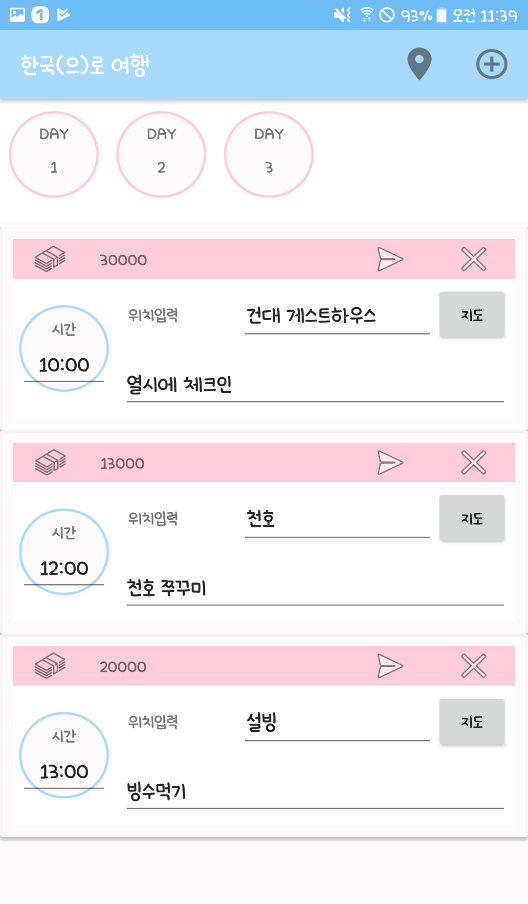 93% 오전 11:39
한국(으)로 여행
DAY 1
DAY 2
DAY 3
30000
시간
10:00
위치입력
건대 게스트하우스
지도
열시에 체크인
13000
시간
12:00
위치입력
천호
지도
천호 쭈꾸미
20000
시간
13:00
위치입력
설빙
지도
빙수먹기